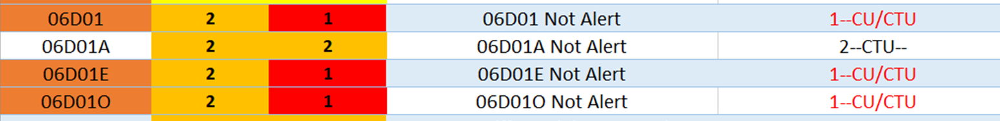 06D01 2 1 06D01 Not Alert 1--CU/CTU
06D01A 2 2 06D01A Not Alert 2--CTU--
06D01E 2 1 06D01E Not Alert 1--CU/CTU
06D01O 2 1 06D01O Not Alert 1--CU/CTU